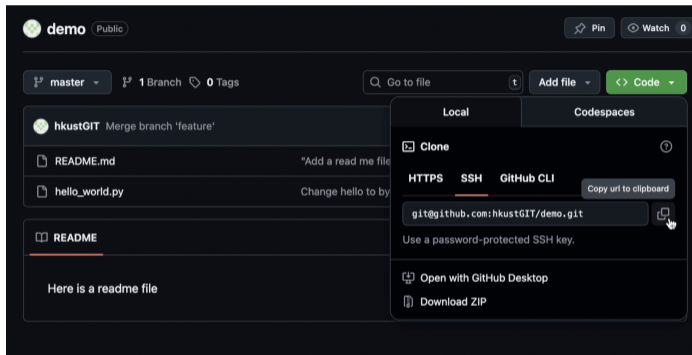 demo Public
Pin
Watch 0
master
1 Branch
0 Tags
Go to file t
Add file
<> Code
hkustGIT Merge branch 'feature'
README.md "Add a read me file
hello_world.py Change hello to by
README
Here is a readme file
Local
Codespaces
Clone
HTTPS SSH GitHub CLI
Copy url to clipboard
git@github.com:hkustGIT/demo.git
Use a password-protected SSH key.
Open with GitHub Desktop
Download ZIP